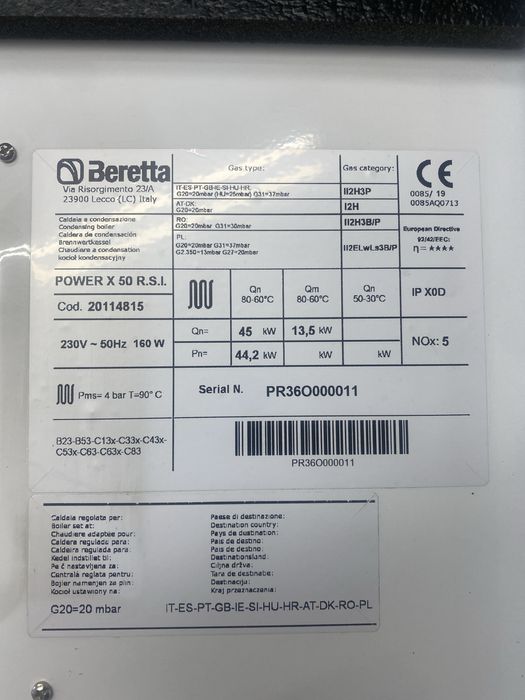 Beretta
Via Risorgimento 23/A
23900 Lecco (LC) Italy
Gas type:
Gas category:
IT-ES-PT-GB-IE-SI-HU-HR:
G20=20mbar (HU=25mbar) G31=37mbar
II2H3P
AT-DK:
G20=20mbar
I2H
RO:
G20=20mbar G31=30mbar
II2H3B/P
PL:
G20=20mbar G31=37mbar
G2.350=13mbar G27=20mbar
II2ELwLs3B/P
CE
0085/ 19
0085AQ0713
European Directive
92/42/EEC:
η= ★★★★
Caldaia a condensazione
Condensing boiler
Caldera de condensación
Brennwertkessel
Chaudiere a condensation
kocioł kondensacyjny
POWER X 50 R.S.I.
Cod. 20114815
230V ~ 50Hz 160 W
Qn
80-60°C
Qm
80-60°C
Qn
50-30°C
IP X0D
Qn= 45 kW 13,5 kW
Pn= 44,2 kW kW kW
NOx: 5
Pms= 4 bar T=90° C
Serial N. PR36O000011
B23-B53-C13x-C33x-C43x-
C53x-C63-C63x-C83
PR36O000011
Caldaia regolata per:
Boiler set at:
Chaudiere adaptée pour:
Caldera regulada para:
Caldeira regulada para:
Kedel indstillet til:
Pe č nastavljena za:
Centrala reglata pentru:
Bojler namenjen za plin:
Kocioł ustawiony na:
G20=20 mbar
Paese di destinazione:
Destination country:
Pays de destination:
Pais de destino:
Pais de destino:
Destinationsland:
Ciljna država:
Tara de destinatie:
Destinacija:
Kraj przeznaczenia:
IT-ES-PT-GB-IE-SI-HU-HR-AT-DK-RO-PL